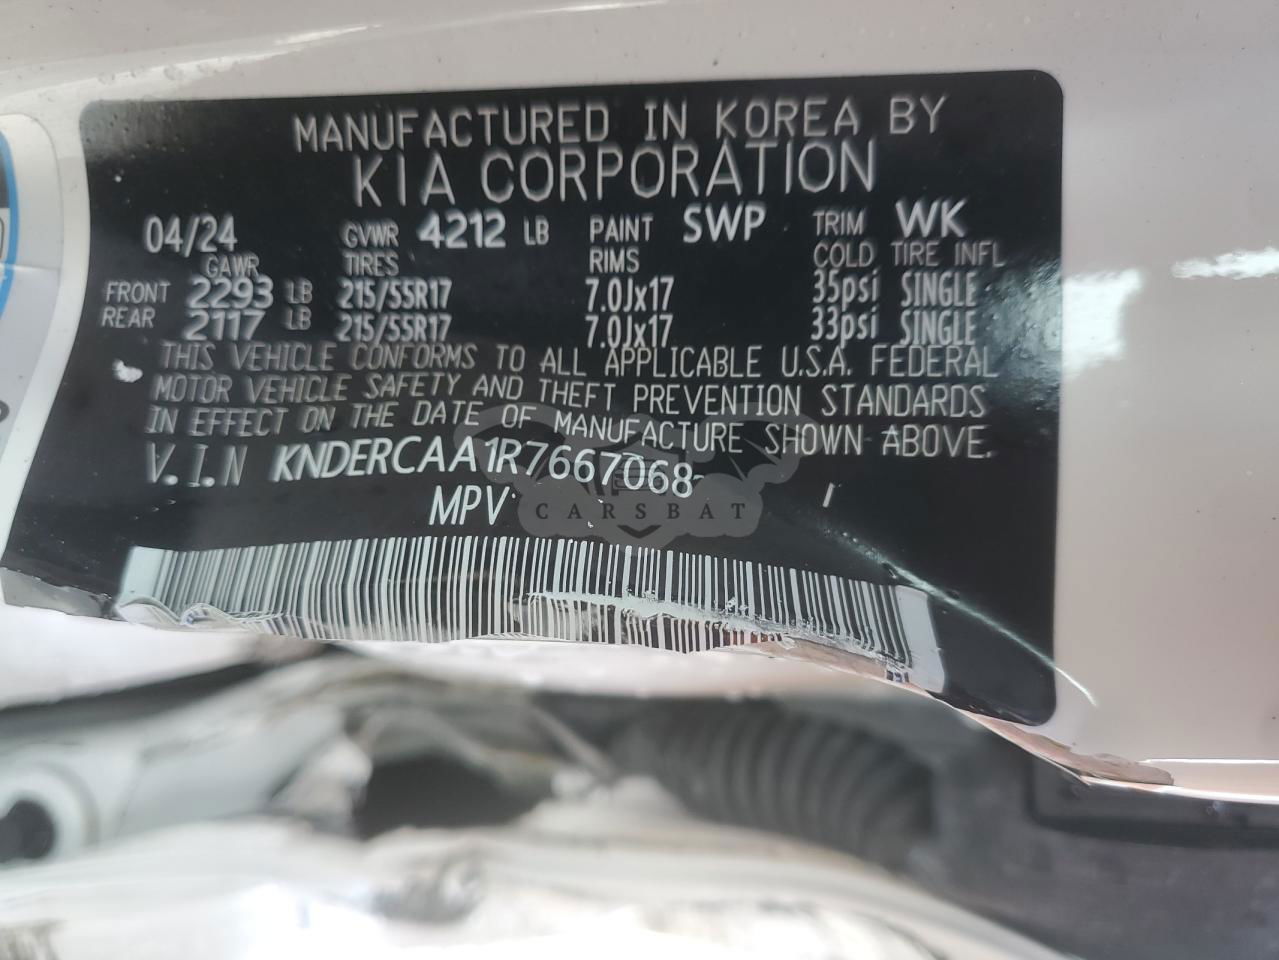 MANUFACTURED IN KOREA BY
KIA CORPORATION
04/24 GVWR 4212 LB PAINT SWP TRIM WK
GAWR TIRES RIMS COLD TIRE INFL
FRONT 2293 LB 215/55R17 7.0Jx17 35psi SINGLE
REAR 2117 LB 215/55R17 7.0Jx17 33psi SINGLE
THIS VEHICLE CONFORMS TO ALL APPLICABLE U.S.A. FEDERAL
MOTOR VEHICLE SAFETY AND THEFT PREVENTION STANDARDS
IN EFFECT ON THE DATE OF MANUFACTURE SHOWN ABOVE.
V.I.N KNDERCAA1R7667068
MPV
CARSBAT